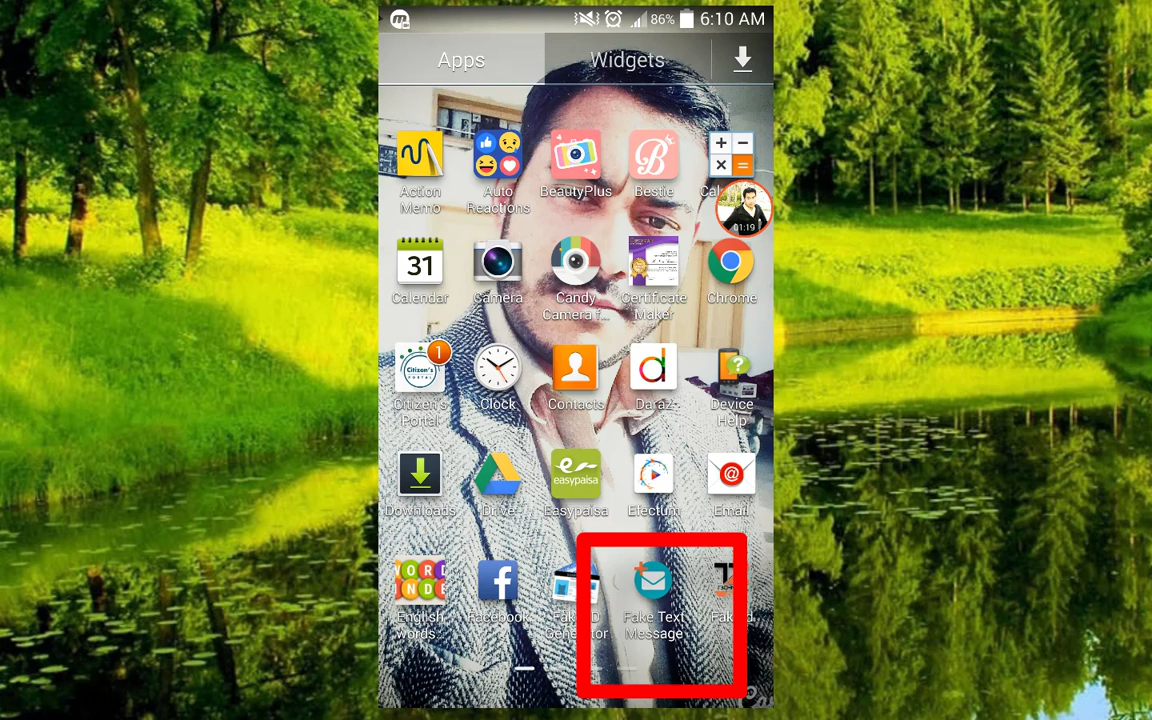 86% 6:10 AM
Apps Widgets
Action
Memo
Auto
Reactions
BeautyPlus
B
Bestie
01:19
31
Calendar
Camera
Candy
Camera f..
Certificate
Maker
Chrome
Citizen's
PORTAL
1
Citizen's
Portal
Clock
Contacts
d
Daraz
?
Device
Help
Downloads
Drive
easypaisa
Easypaisa
Efectum
@
Email
English
words..
f
Facebook
Generator
Fake Text
Message